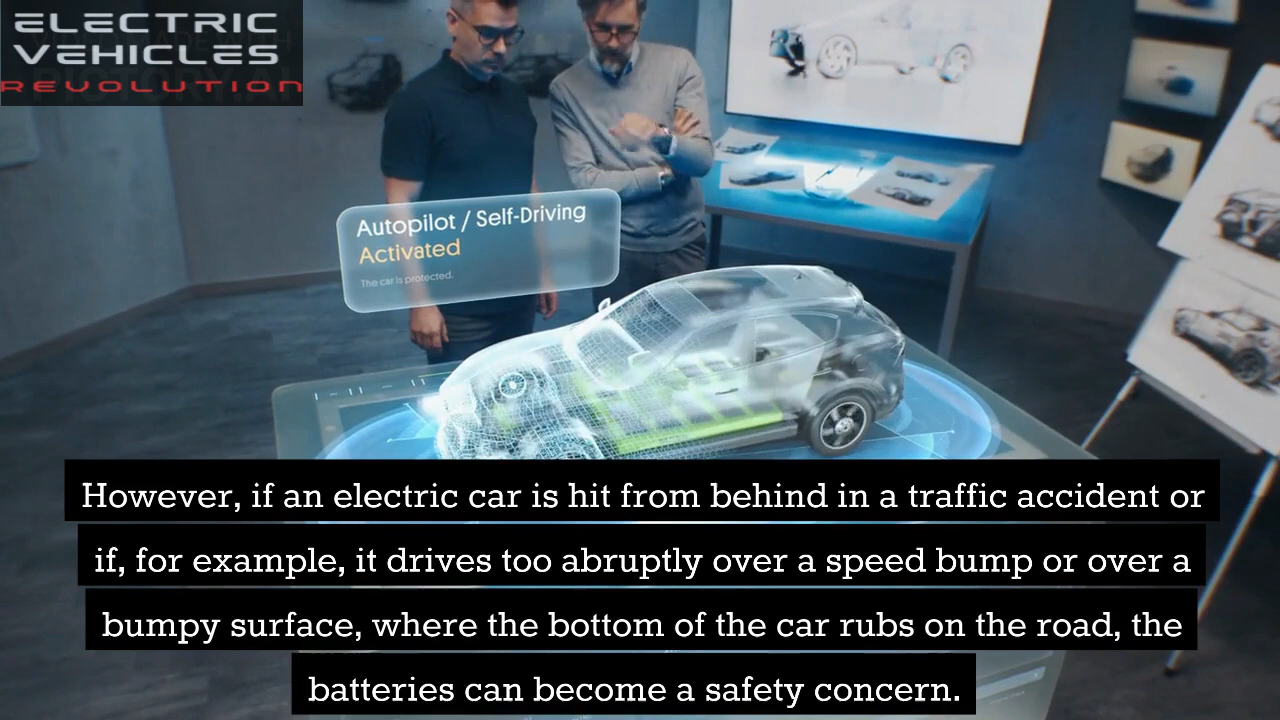 ELECTRIC
VEHICLES
REVOLUTION
Autopilot / Self-Driving
Activated
The car is protected.
However, if an electric car is hit from behind in a traffic accident or
if, for example, it drives too abruptly over a speed bump or over a
bumpy surface, where the bottom of the car rubs on the road, the
batteries can become a safety concern.